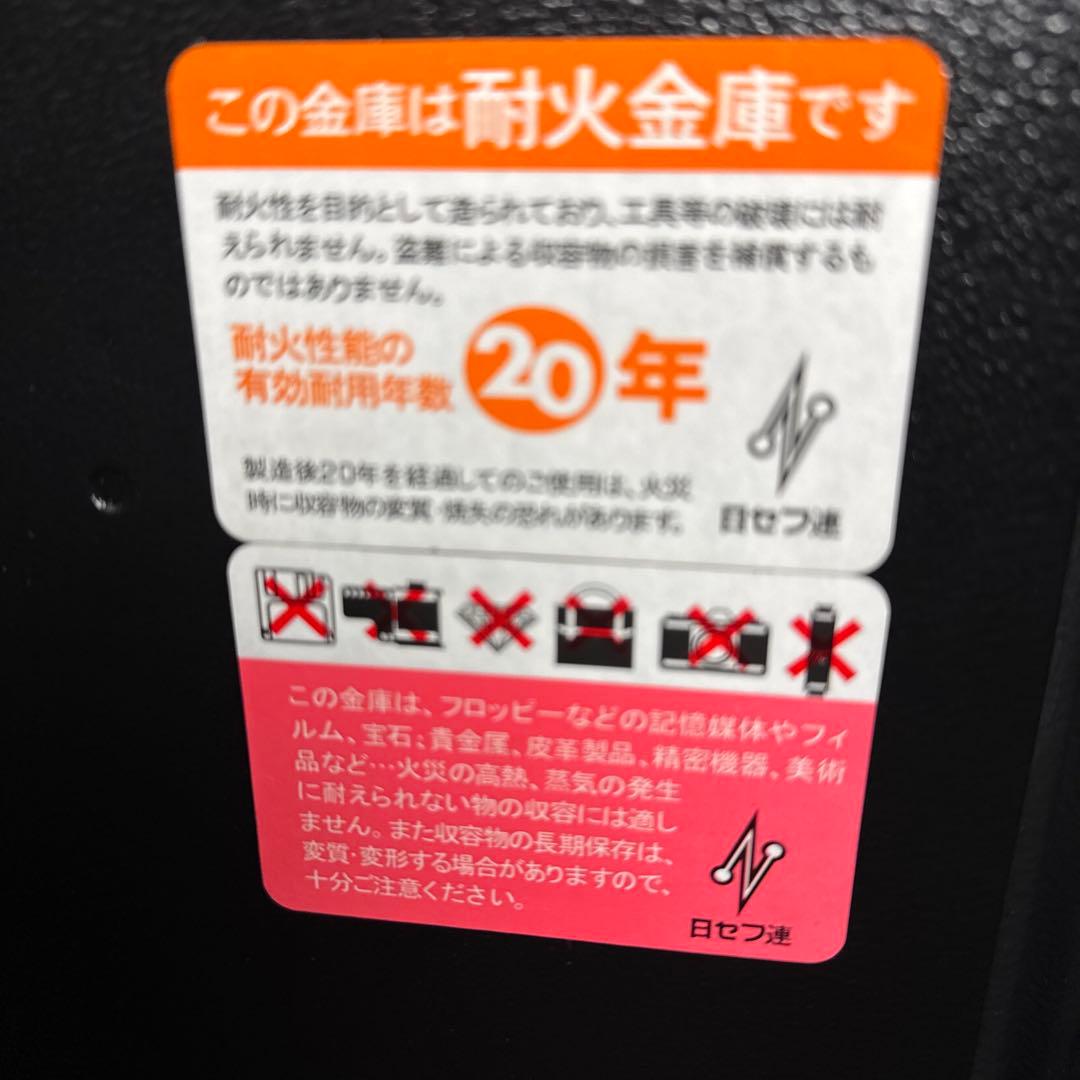 この金庫は耐火金庫です
耐火性を目的として造られており、工具等の破壊には耐
えられません。盗難による収容物の損害を補償するも
のではありません。
耐火性能の
有効耐用年数
20年
製造後20年を経過してのご使用は、火災
時に収容物の変質・焼失の恐れがあります。
日セフ連
この金庫は、フロッピーなどの記憶媒体やフィ
ルム、宝石、貴金属、皮革製品、精密機器、美術
品など…火災の高熱、蒸気の発生
に耐えられない物の収容には適し
ません。また収容物の長期保存は、
変質・変形する場合がありますので、
十分ご注意ください。
日セフ連